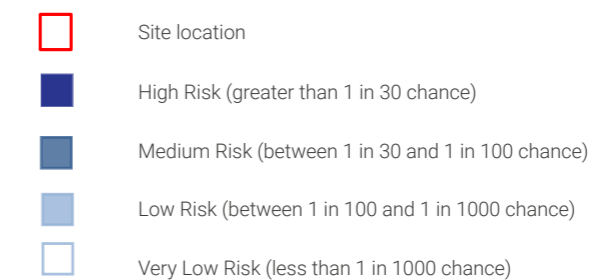 Site location
High Risk (greater than 1 in 30 chance)
Medium Risk (between 1 in 30 and 1 in 100 chance)
Low Risk (between 1 in 100 and 1 in 1000 chance)
Very Low Risk (less than 1 in 1000 chance)